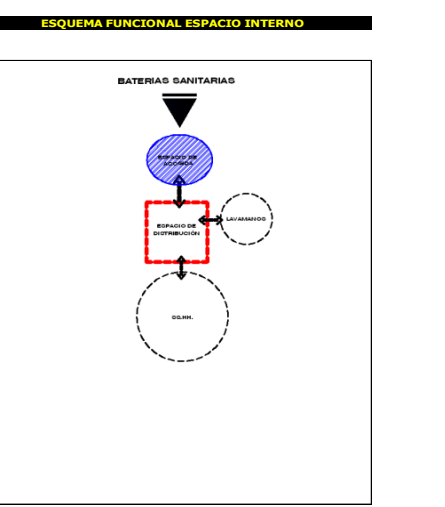 ESQUEMA FUNCIONAL ESPACIO INTERNO
BATERIAS SANITARIAS
ESPACIO DE
ACOGIDA
LAVAMANOS
ESPACIO DE
DISTRIBUCIÓN
SS.HH.